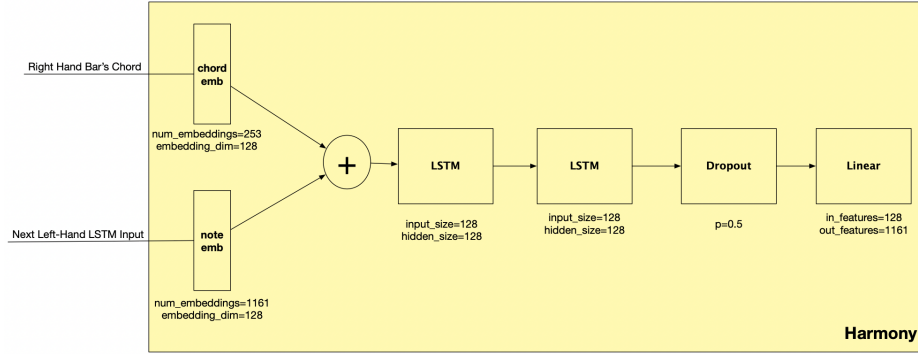 Right Hand Bar's Chord
chord
emb
num_embeddings=253
embedding_dim=128
+
LSTM
input_size=128
hidden_size=128
LSTM
input_size=128
hidden_size=128
Dropout
p=0.5
Linear
in_features=128
out_features=1161
Next Left-Hand LSTM Input
note
emb
num_embeddings=1161
embedding_dim=128
Harmony